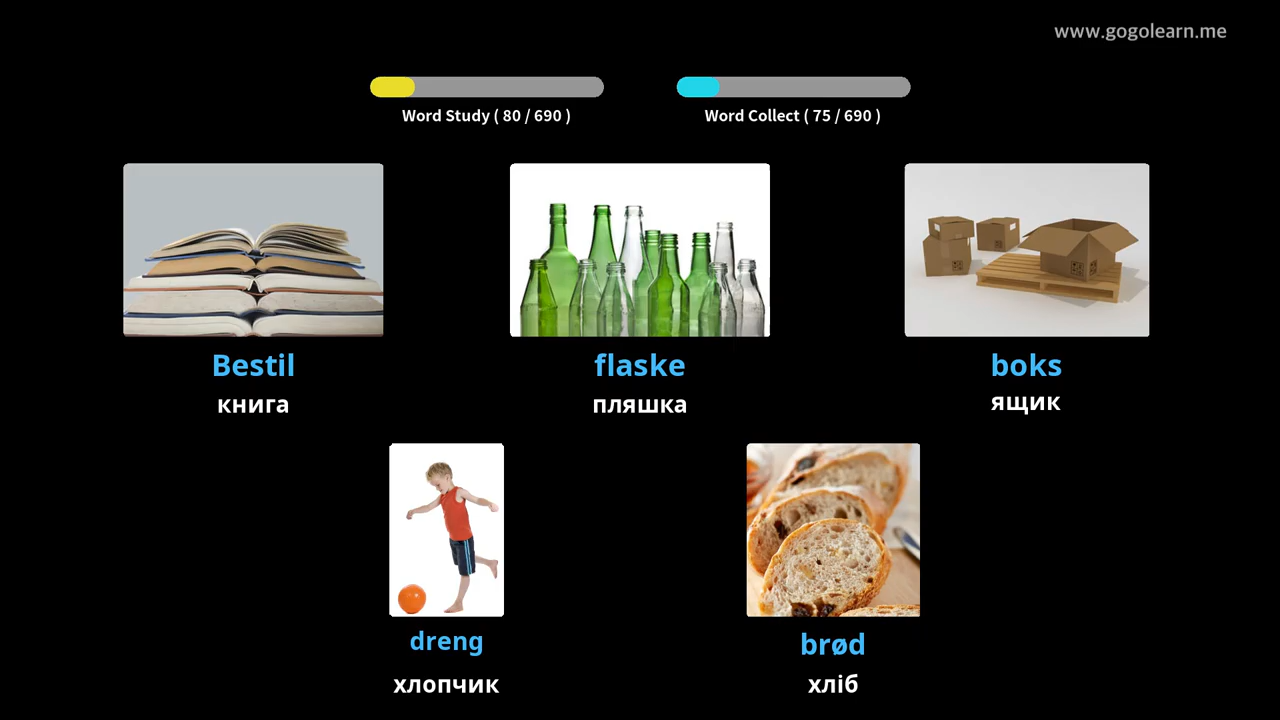 www.gogolearn.me
Word Study ( 80 / 690 )
Word Collect ( 75 / 690 )
Bestil
flaske
boks
книга
пляшка
ящик
dreng
brød
хлопчик
хліб